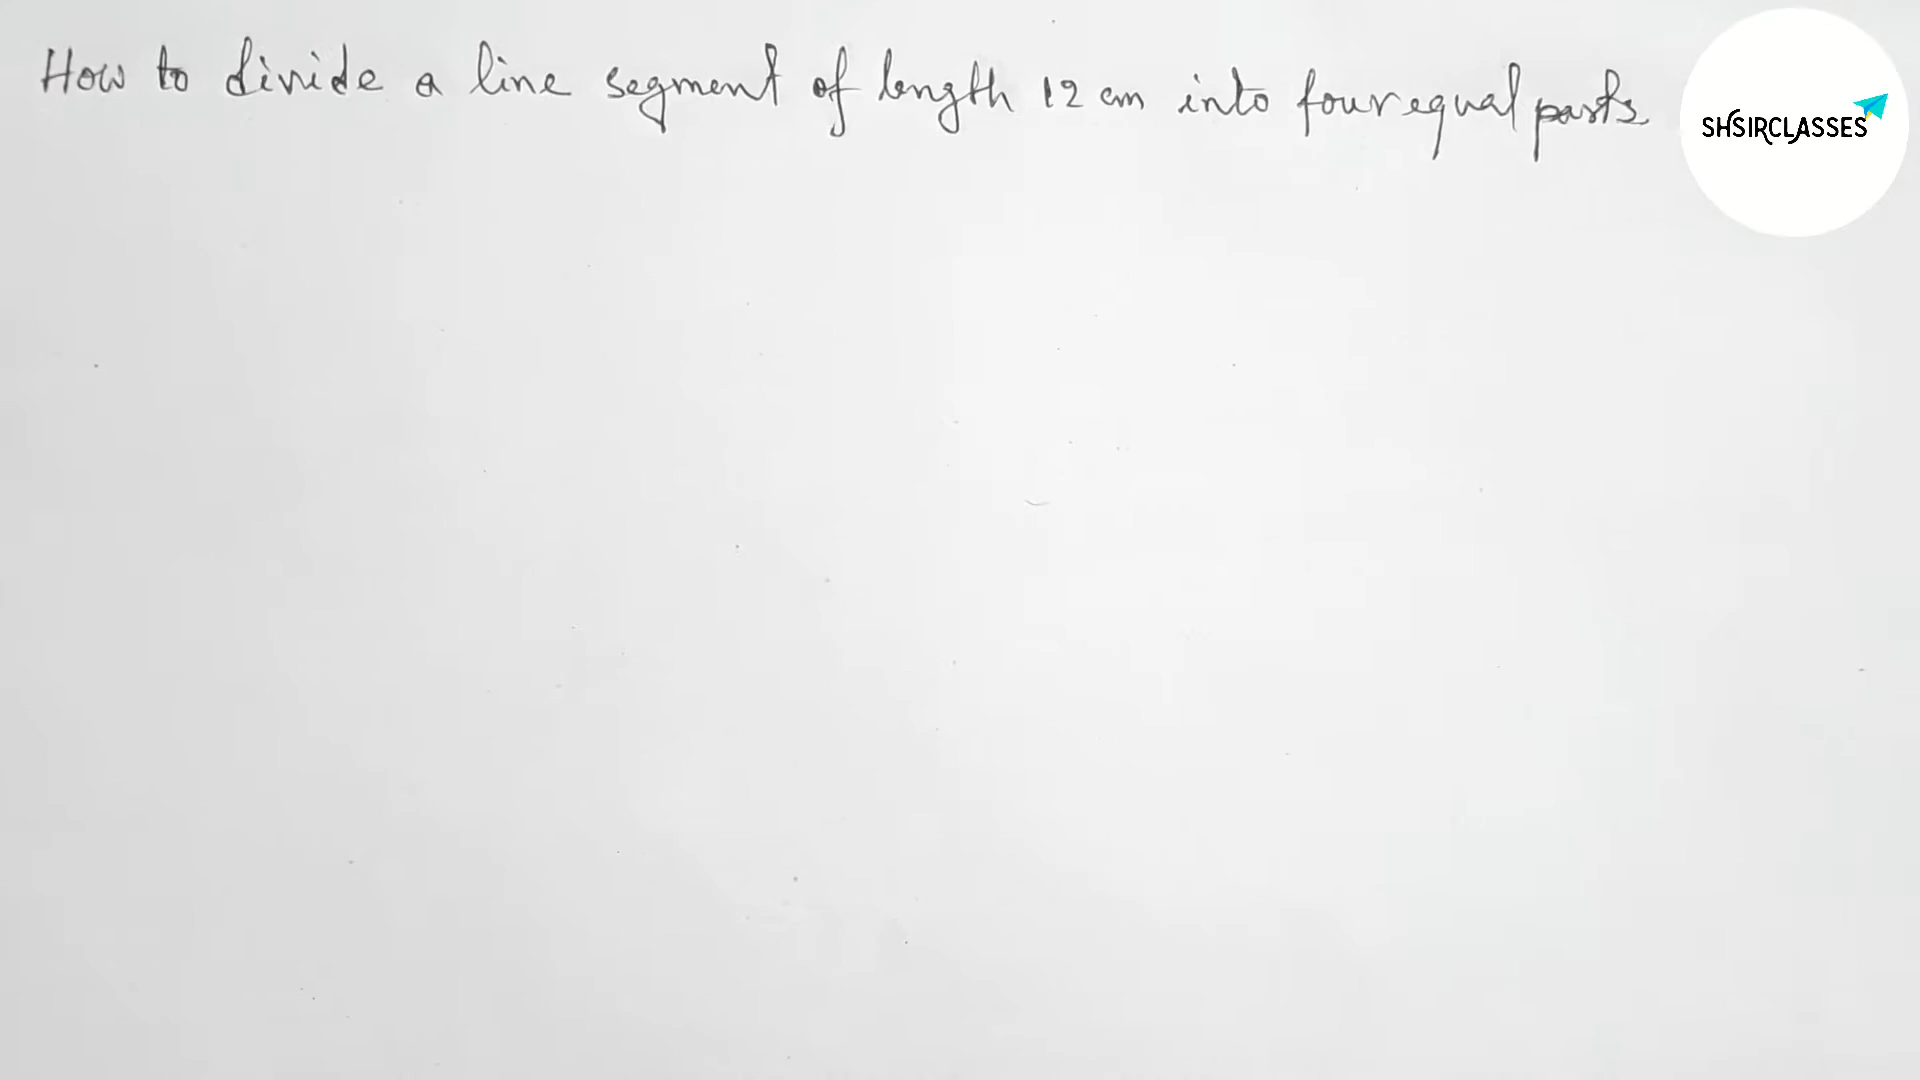 How to divide a line segment of length 12 cm into four equal parts.
SHSIRCLASSES